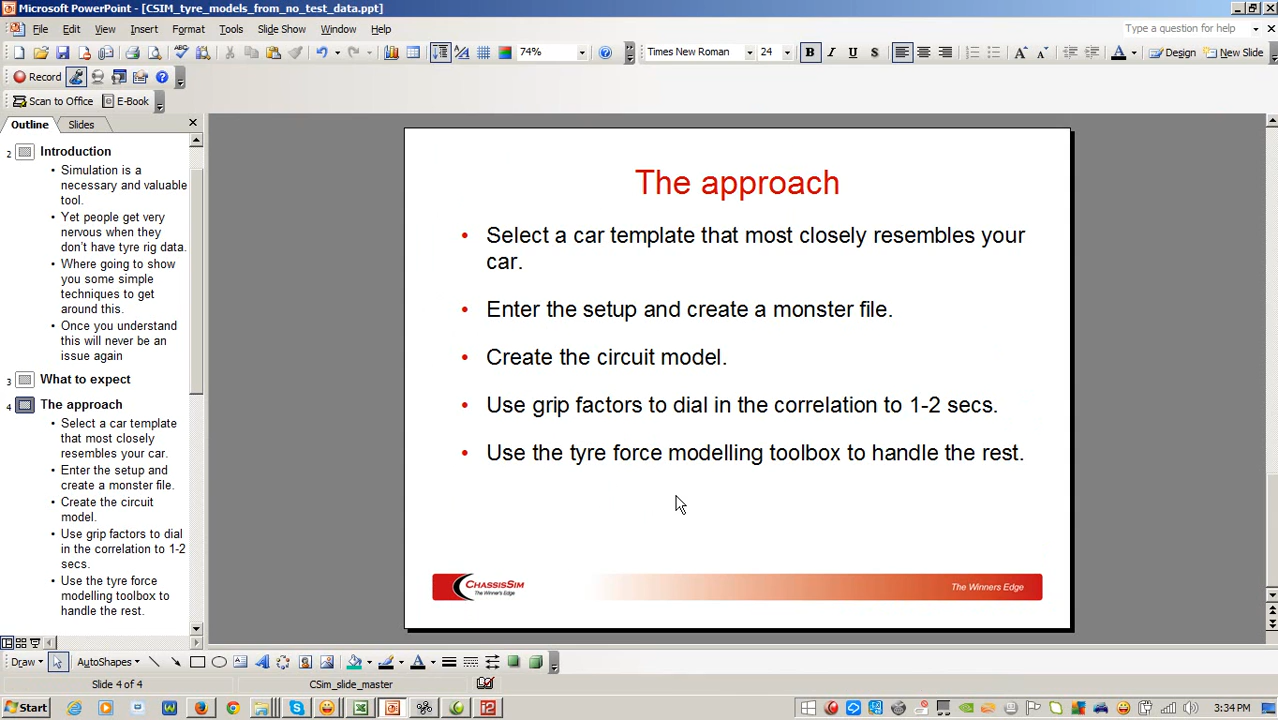 Microsoft PowerPoint - [CSIM_tyre_models_from_no_test_data.ppt]
File Edit View Insert Format Tools Slide Show Window Help
Type a question for help
74%
Times New Roman 24 B I U S A Design New Slide
Record
Scan to Office E-Book
Outline Slides
2 Introduction
• Simulation is a
necessary and valuable
tool.
• Yet people get very
nervous when they
don't have tyre rig data.
• Where going to show
you some simple
techniques to get
around this.
• Once you understand
this will never be an
issue again
3 What to expect
4 The approach
• Select a car template
that most closely
resembles your car.
• Enter the setup and
create a monster file.
• Create the circuit
model.
• Use grip factors to dial
in the correlation to 1-2
secs.
• Use the tyre force
modelling toolbox to
handle the rest.
The approach
• Select a car template that most closely resembles your
car.
• Enter the setup and create a monster file.
• Create the circuit model.
• Use grip factors to dial in the correlation to 1-2 secs.
• Use the tyre force modelling toolbox to handle the rest.
CHASSISSIM
The Winner's Edge
The Winners Edge
Draw AutoShapes
Slide 4 of 4 CSim_slide_master
Start 3:34 PM